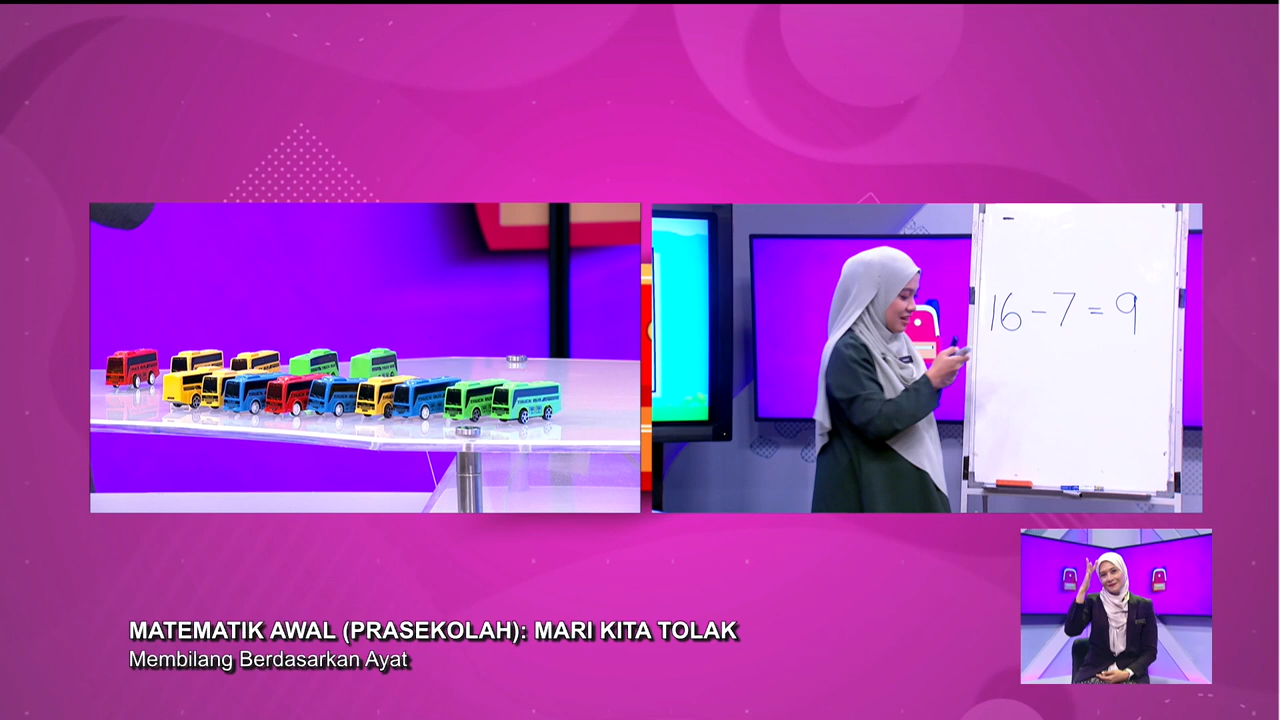 16 - 7 = 9
MATEMATIK AWAL (PRASEKOLAH): MARI KITA TOLAK
Membilang Berdasarkan Ayat